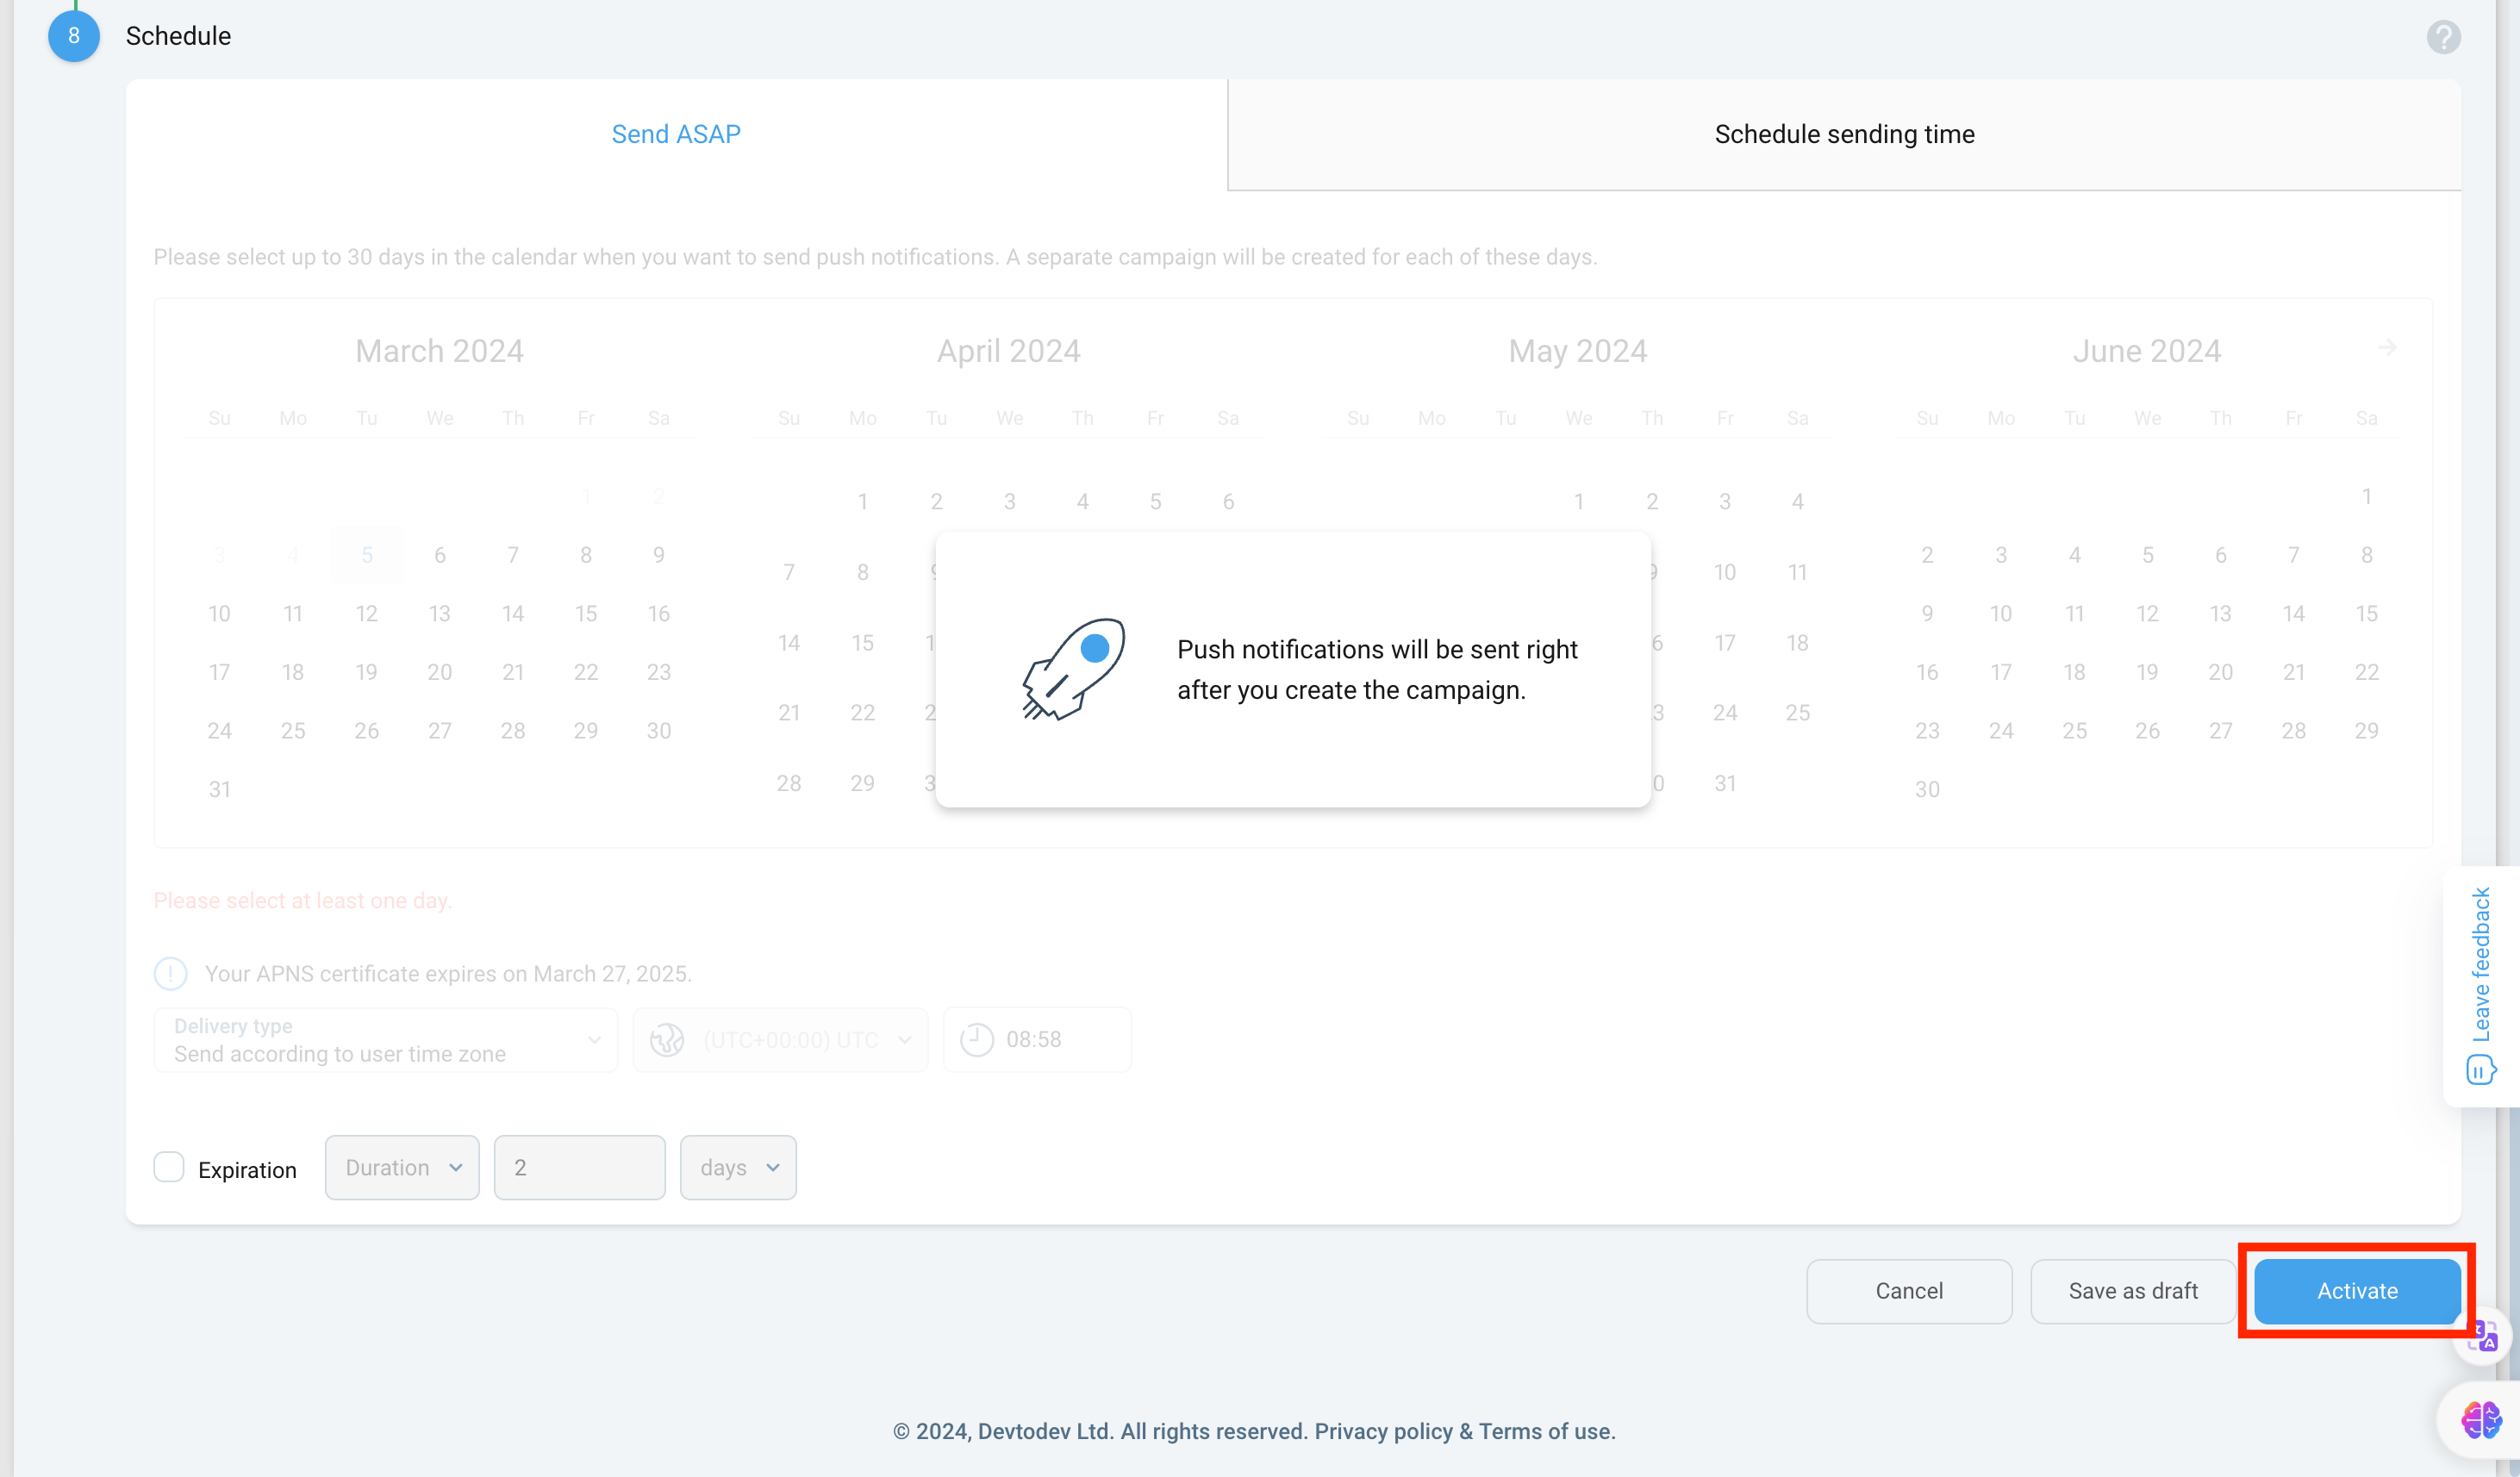 8
Schedule
?
Send ASAP
Schedule sending time
Please select up to 30 days in the calendar when you want to send push notifications. A separate campaign will be created for each of these days.
March 2024
Su Mo Tu We Th Fr Sa
1 2
3 4 5 6 7 8 9
10 11 12 13 14 15 16
17 18 19 20 21 22 23
24 25 26 27 28 29 30
31
April 2024
Su Mo Tu We Th Fr Sa
1 2 3 4 5 6
7 8
14 15
21 22
28 29
May 2024
Su Mo Tu We Th Fr Sa
1 2 3 4
10 11
17 18
24 25
31
June 2024
Su Mo Tu We Th Fr Sa
1
2 3 4 5 6 7 8
9 10 11 12 13 14 15
16 17 18 19 20 21 22
23 24 25 26 27 28 29
30
Push notifications will be sent right
after you create the campaign.
Please select at least one day.
Your APNS certificate expires on March 27, 2025.
Delivery type
Send according to user time zone
(UTC+00:00) UTC
08:58
Expiration
Duration
2
days
Leave feedback
Cancel
Save as draft
Activate
© 2024, Devtodev Ltd. All rights reserved. Privacy policy & Terms of use.